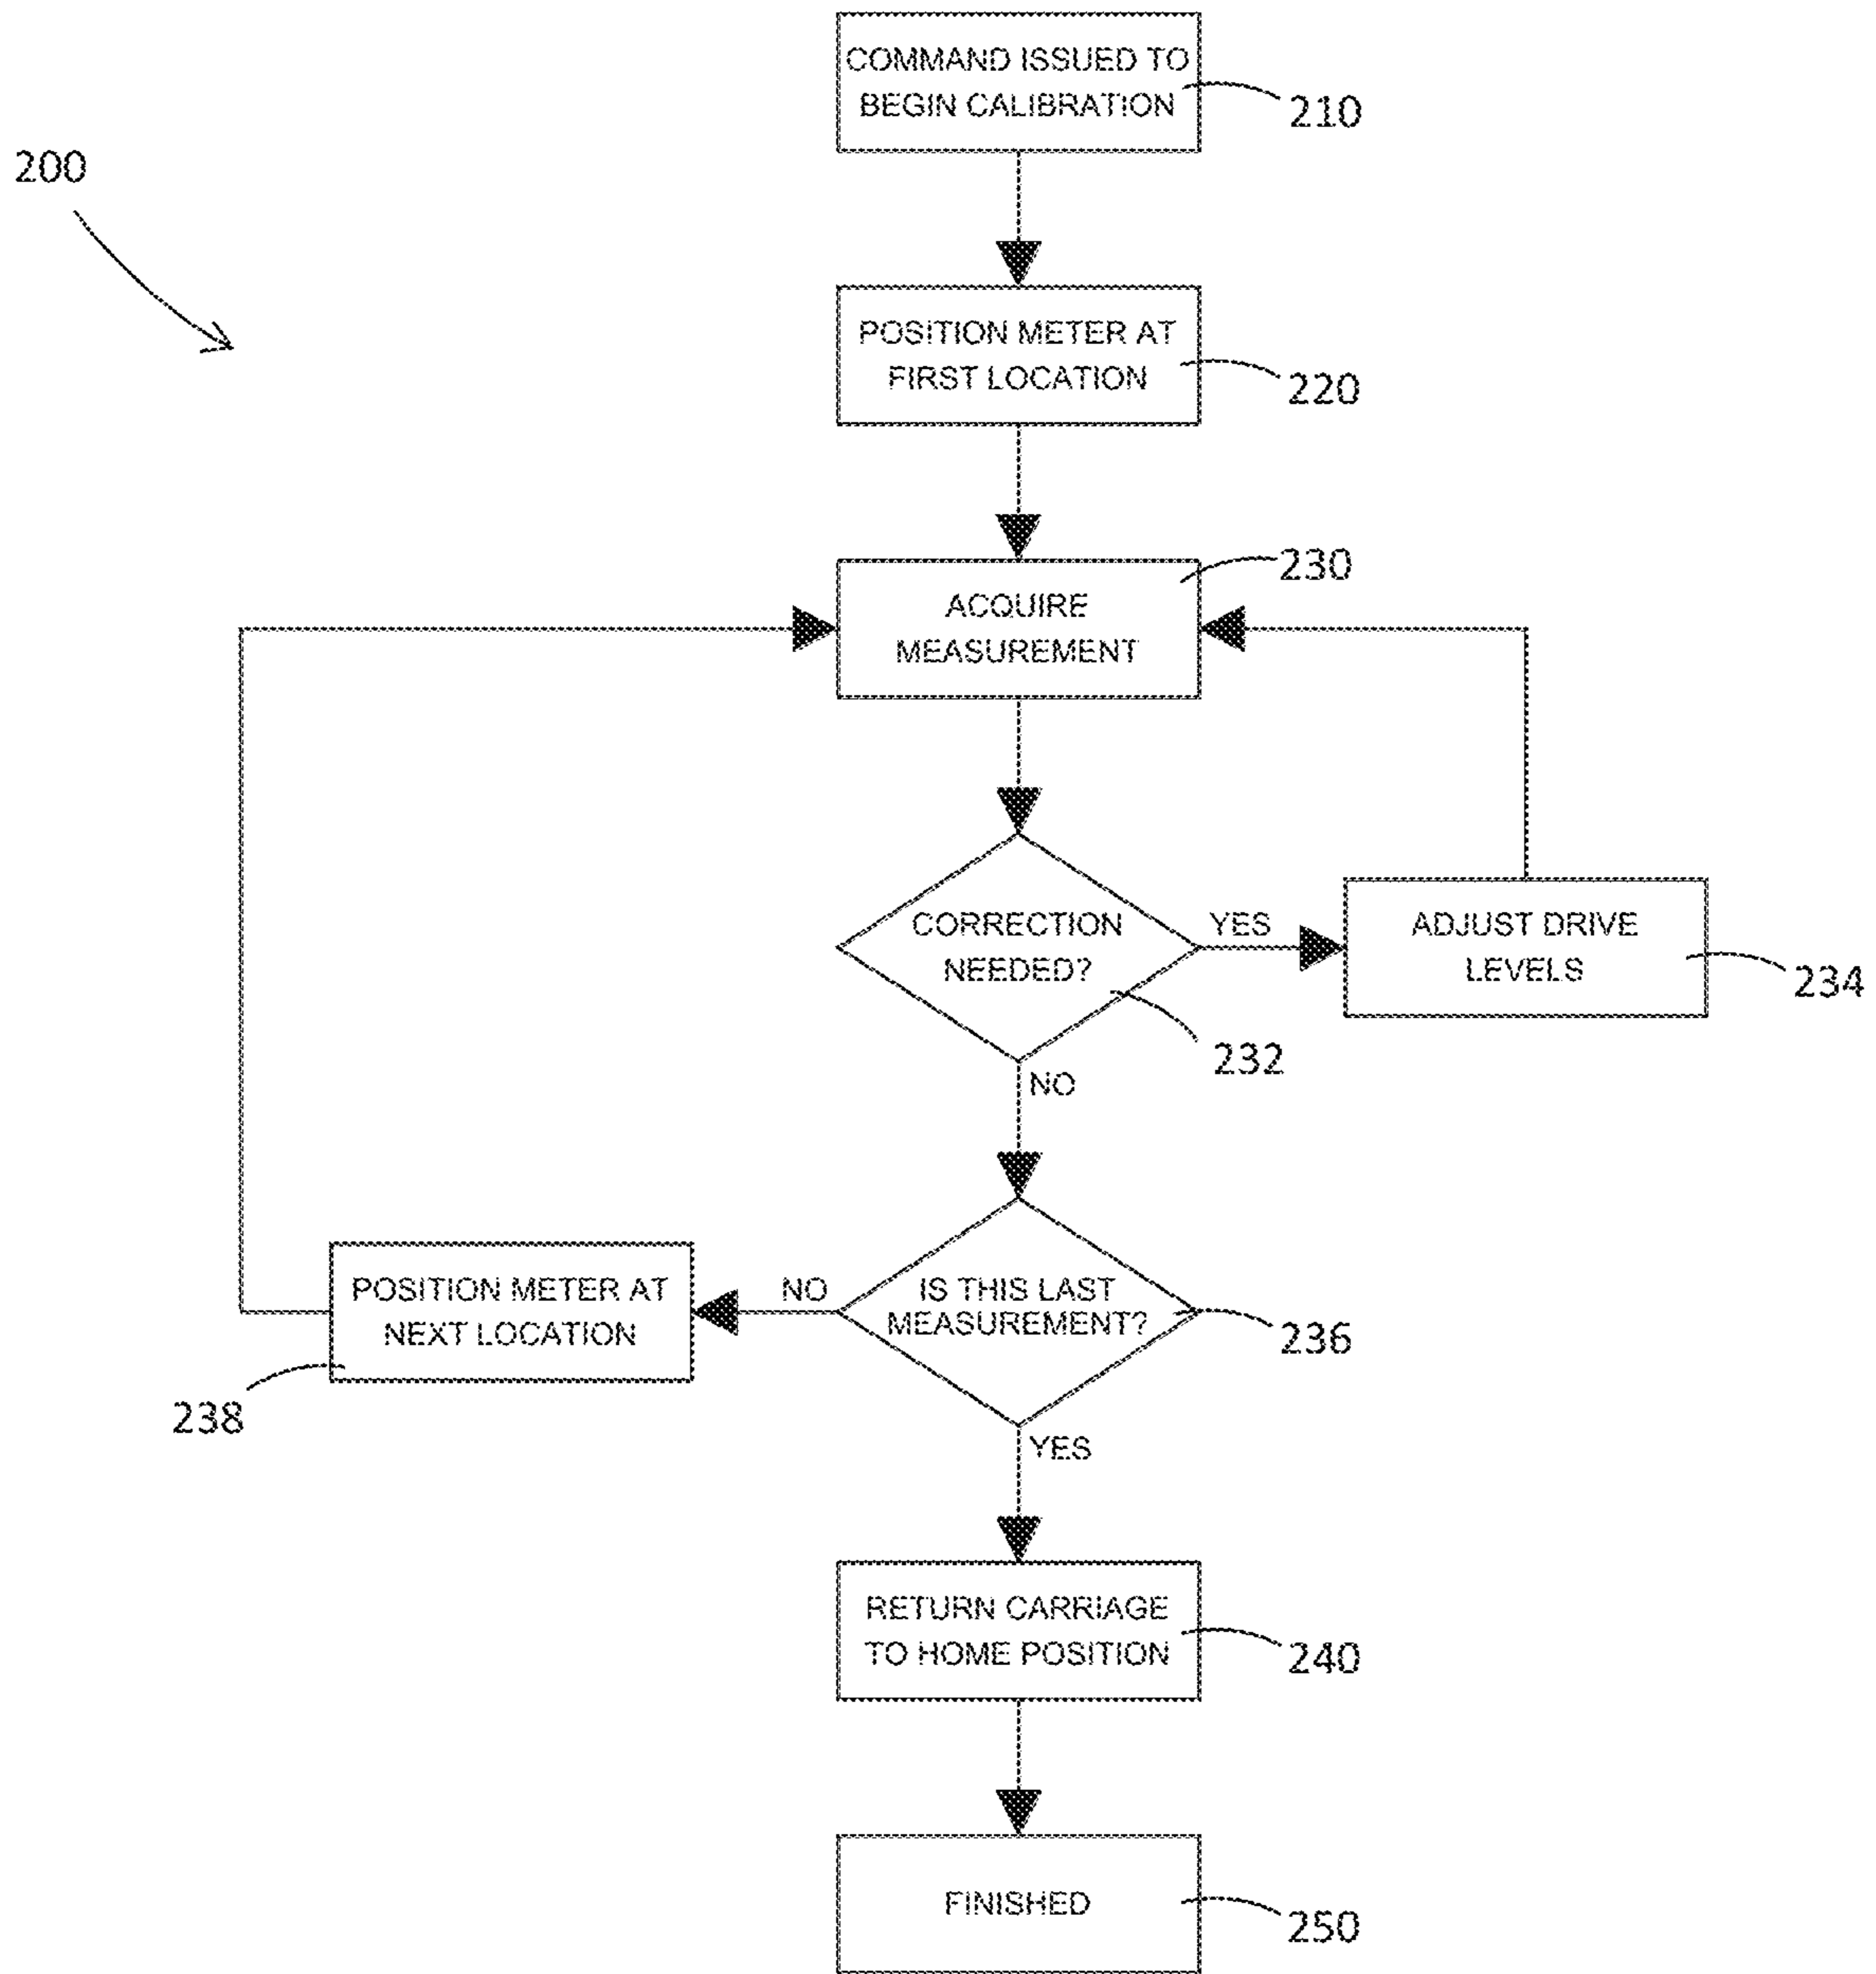 COMMAND ISSUED TO
BEGIN CALIBRATION
210
200
POSITION METER AT
FIRST LOCATION
220
230
ACQUIRE
MEASUREMENT
CORRECTION
NEEDED?
YES
ADJUST DRIVE
LEVELS
234
232
NO
POSITION METER AT
NEXT LOCATION
NO
IS THIS LAST
MEASUREMENT?
236
238
YES
RETURN CARRIAGE
TO HOME POSITION
240
FINISHED
250